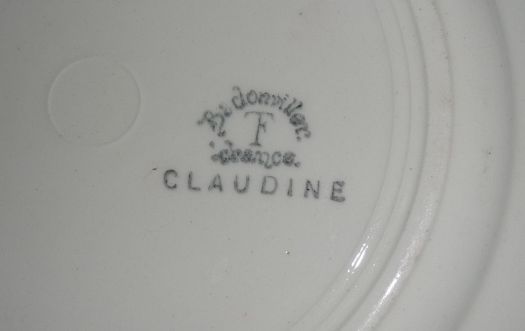 Badonviller.
F
France.
CLAUDINE